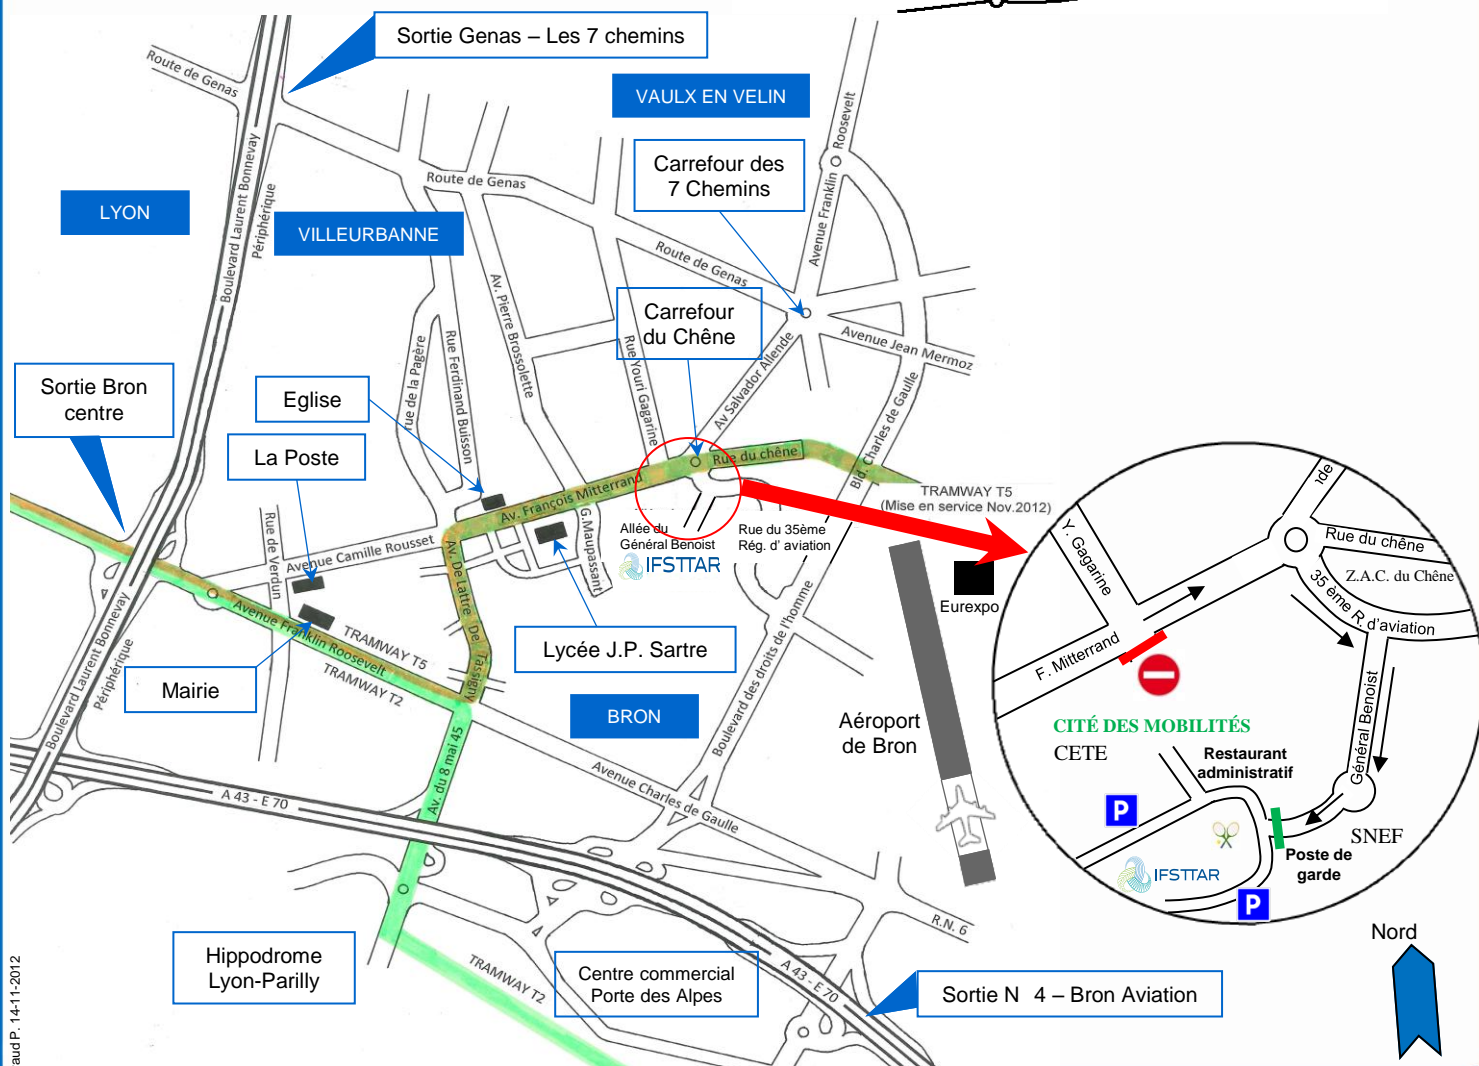 Sortie Genas – Les 7 chemins
Route de Genas
VAULX EN VELIN
Avenue Franklin Roosevelt
Boulevard Laurent Bonnevay
Périphérique
Carrefour des
7 Chemins
Route de Genas
LYON
VILLEURBANNE
Route de Genas
Av. Pierre Brossolette
Carrefour
du Chêne
Avenue Jean Mermoz
Rue Ferdinand Buisson
rue de la Pagère
Rue Youri Gagarine
Av Salvador Allende
Bld. Charles de Gaulle
Sortie Bron
centre
Eglise
La Poste
Rue du chêne
Av. François Mitterrand
TRAMWAY T5
(Mise en service Nov.2012)
Rue de Verdun
Avenue Camille Rousset
Av. De Lattre De Tassigny
G.Maupassant
Allée du
Général Benoist
IFSTTAR
Rue du 35ème
Rég. d' aviation
Eurexpo
Avenue Franklin Roosevelt
TRAMWAY T5
TRAMWAY T2
Lycée J.P. Sartre
Boulevard des droits de l'homme
Mairie
Boulevard Laurent Bonnevay
Périphérique
BRON
Aéroport
de Bron
Av. du 8 mai 45
A 43 - E 70
Avenue Charles de Gaulle
R.N. 6
Hippodrome
Lyon-Parilly
TRAMWAY T2
Centre commercial
Porte des Alpes
A 43 - E 70
Sortie N 4 – Bron Aviation
ıde
Y. Gagarine
Rue du chêne
Z.A.C. du Chêne
35 ème R. d'aviation
F. Mitterrand
Général Benoist
CITÉ DES MOBILITÉS
CETE
Restaurant
administratif
P
SNEF
Poste de
garde
IFSTTAR
P
Nord
aud P. 14-11-2012